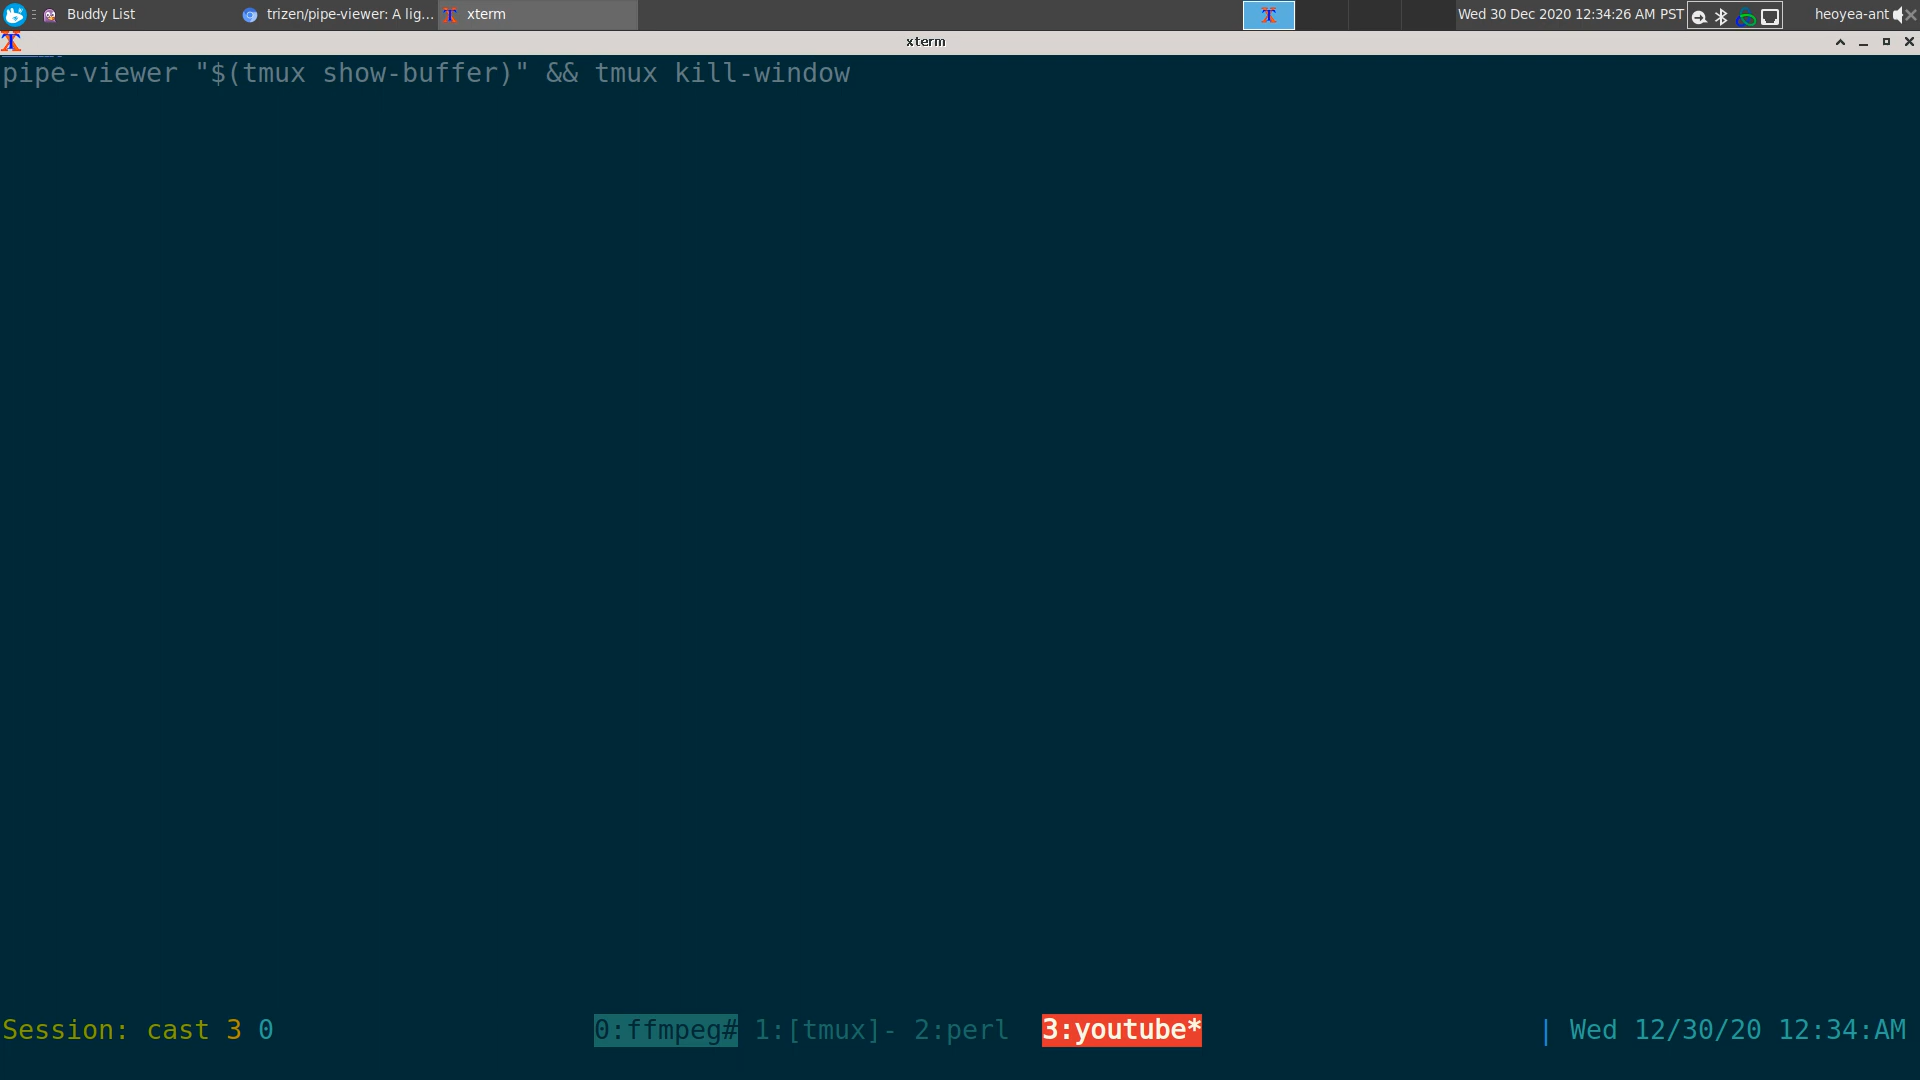 Buddy List trizen/pipe-viewer: A lig... xterm Wed 30 Dec 2020 12:34:26 AM PST heoyea-ant
xterm
pipe-viewer "$(tmux show-buffer)" && tmux kill-window
Session: cast 3 0 0:ffmpeg# 1:[tmux]- 2:perl 3:youtube* | Wed 12/30/20 12:34:AM